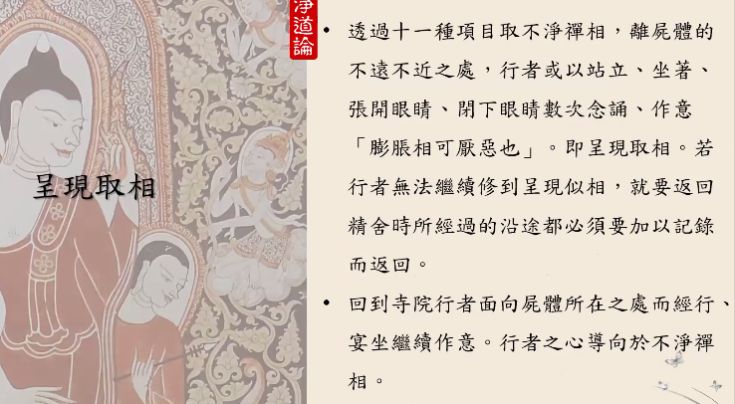 淨道論
呈現取相
• 透過十一種項目取不淨禪相，離屍體的
不遠不近之處，行者或以站立、坐著、
張開眼睛、閉下眼睛數次念誦、作意
「膨脹相可厭惡也」。即呈現取相。若
行者無法繼續修到呈現似相，就要返回
精舍時所經過的沿途都必須要加以記錄
而返回。
• 回到寺院行者面向屍體所在之處而經行、
宴坐繼續作意。行者之心導向於不淨禪
相。